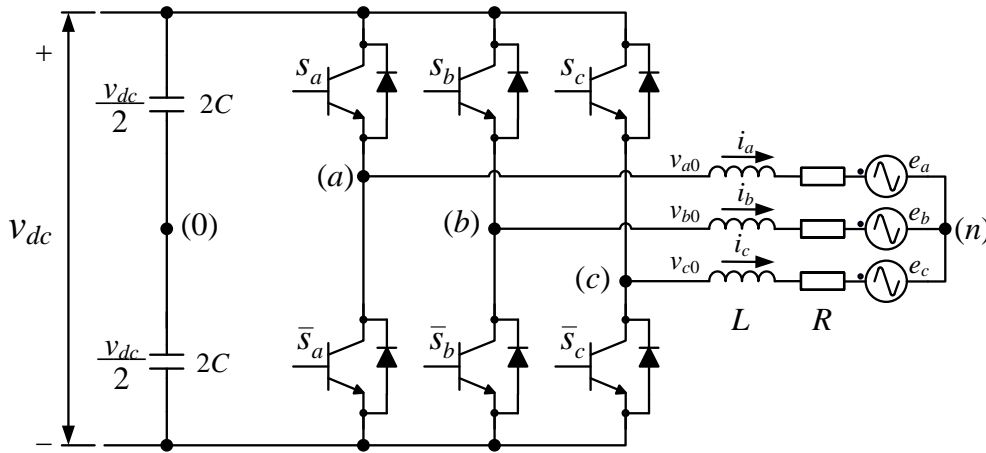 +
s_a
s_b
s_c
v_dc/2
2C
i_a
(a)
v_a0
e_a
v_dc
(0)
i_b
(b)
v_b0
e_b
(n)
i_c
(c)
v_c0
e_c
L
R
s̅_a
s̅_b
s̅_c
v_dc/2
2C
−